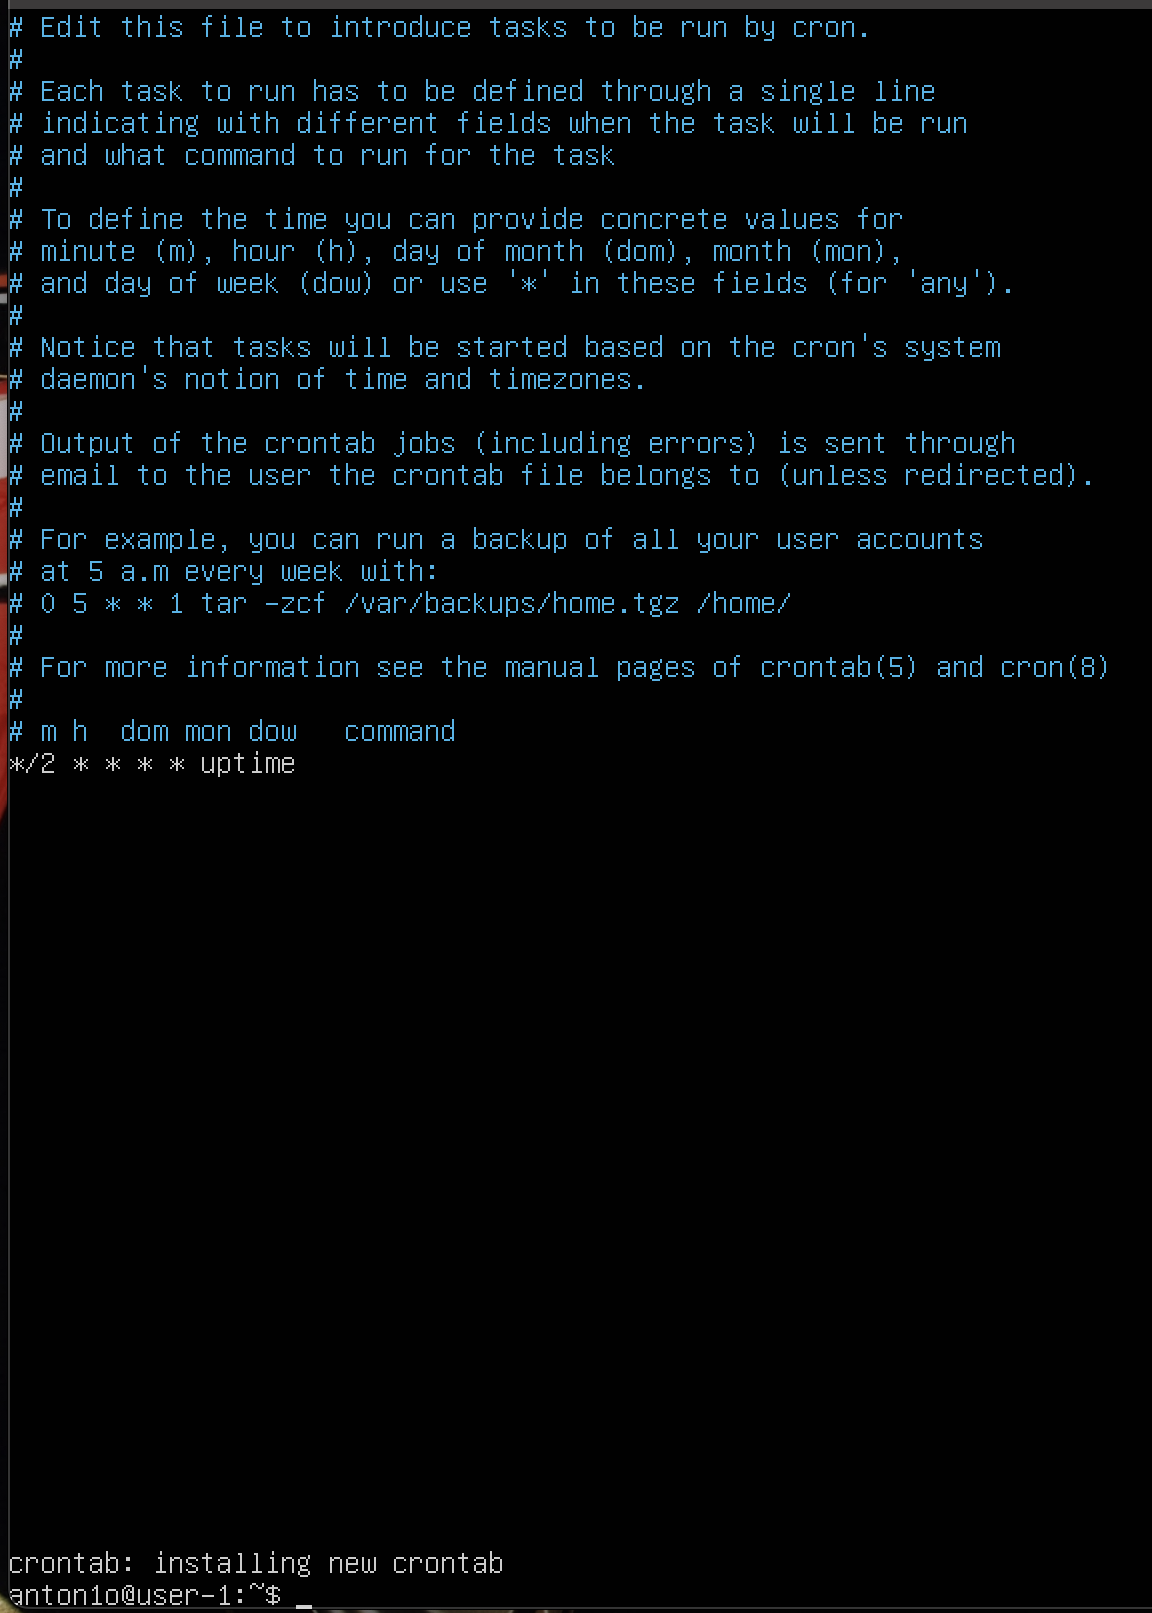 # Edit this file to introduce tasks to be run by cron.
#
# Each task to run has to be defined through a single line
# indicating with different fields when the task will be run
# and what command to run for the task
#
# To define the time you can provide concrete values for
# minute (m), hour (h), day of month (dom), month (mon),
# and day of week (dow) or use '*' in these fields (for 'any').
#
# Notice that tasks will be started based on the cron's system
# daemon's notion of time and timezones.
#
# Output of the crontab jobs (including errors) is sent through
# email to the user the crontab file belongs to (unless redirected).
#
# For example, you can run a backup of all your user accounts
# at 5 a.m every week with:
# 0 5 * * 1 tar -zcf /var/backups/home.tgz /home/
#
# For more information see the manual pages of crontab(5) and cron(8)
#
# m h  dom mon dow   command
*/2 * * * * uptime
crontab: installing new crontab
anton1o@user-1:~$ _